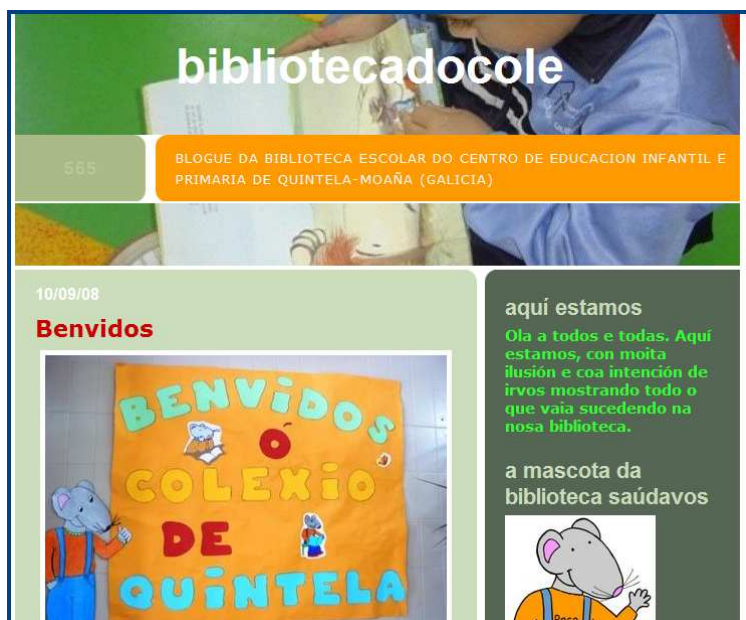 bibliotecadocole
565
BLOGUE DA BIBLIOTECA ESCOLAR DO CENTRO DE EDUCACION INFANTIL E
PRIMARIA DE QUINTELA-MOAÑA (GALICIA)
10/09/08
Benvidos
BENViDOS
Ó
COLEXiO
DE
QUiNTELA
aquí estamos
Ola a todos e todas. Aquí
estamos, con moita
ilusión e coa intención de
irvos mostrando todo o
que vaia sucedendo na
nosa biblioteca.
a mascota da
biblioteca saúdavos